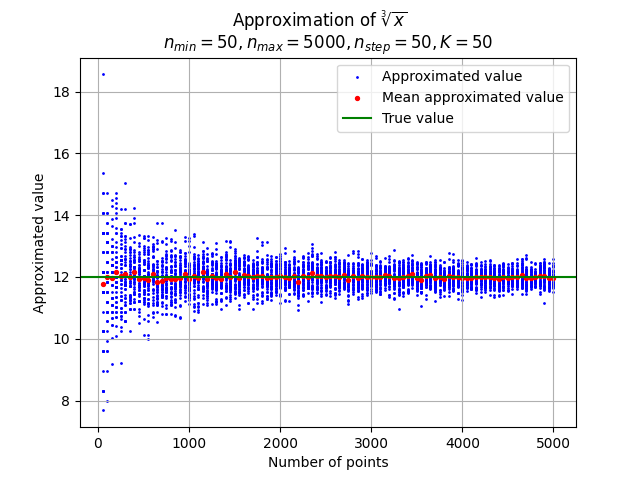 Approximation of ∛x
n_min = 50, n_max = 5000, n_step = 50, K = 50
Approximated value
Mean approximated value
True value
18
16
14
12
10
8
Approximated value
0 1000 2000 3000 4000 5000
Number of points